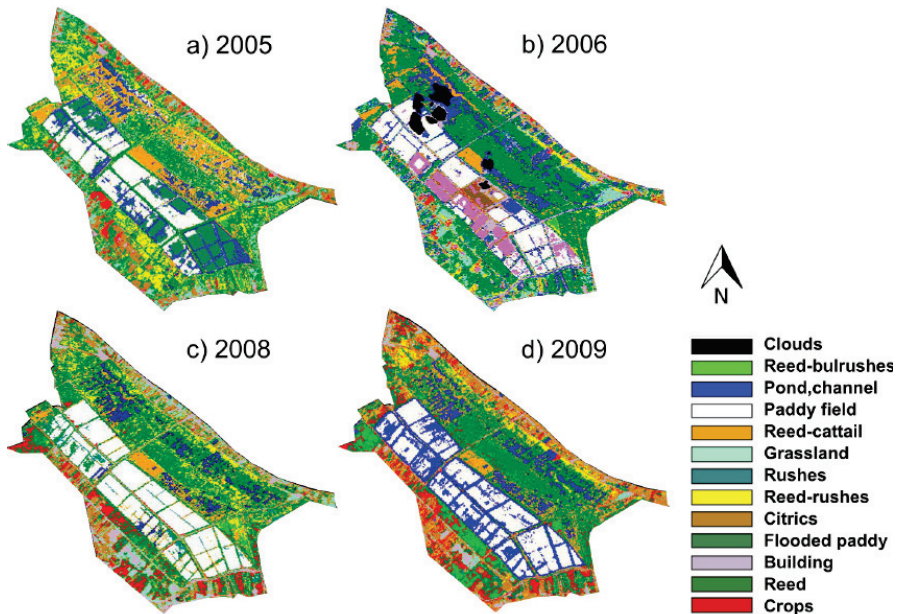 a) 2005
b) 2006
N
c) 2008
d) 2009
Clouds
Reed-bulrushes
Pond,channel
Paddy field
Reed-cattail
Grassland
Rushes
Reed-rushes
Citrics
Flooded paddy
Building
Reed
Crops